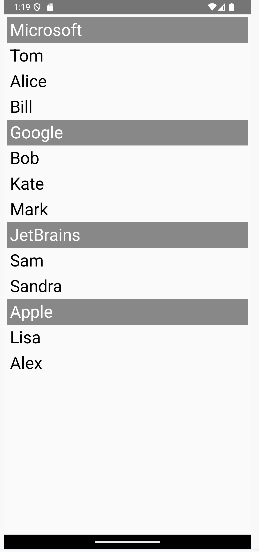 1:19
Microsoft
Tom
Alice
Bill
Google
Bob
Kate
Mark
JetBrains
Sam
Sandra
Apple
Lisa
Alex